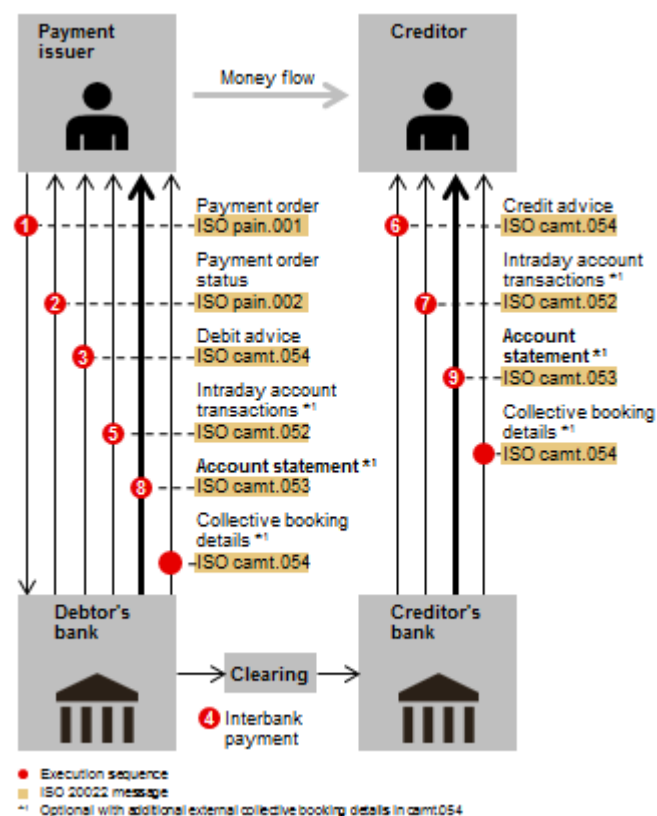 Payment
issuer
Creditor
Money flow
1
Payment order
ISO pain.001
Payment order
status
2
ISO pain.002
Debit advice
3
ISO camt.054
Intraday account
transactions *1
5
ISO camt.052
Account statement *1
8
ISO camt.053
Collective booking
details *1
ISO camt.054
Credit advice
6
ISO camt.054
Intraday account
transactions *1
7
ISO camt.052
Account
statement *1
9
ISO camt.053
Collective booking
details *1
ISO camt.054
Debtor's
bank
Clearing
Creditor's
bank
4 Interbank
payment
Execution sequence
ISO 20022 message
*1 Optional with additional external collective booking details in camt.054